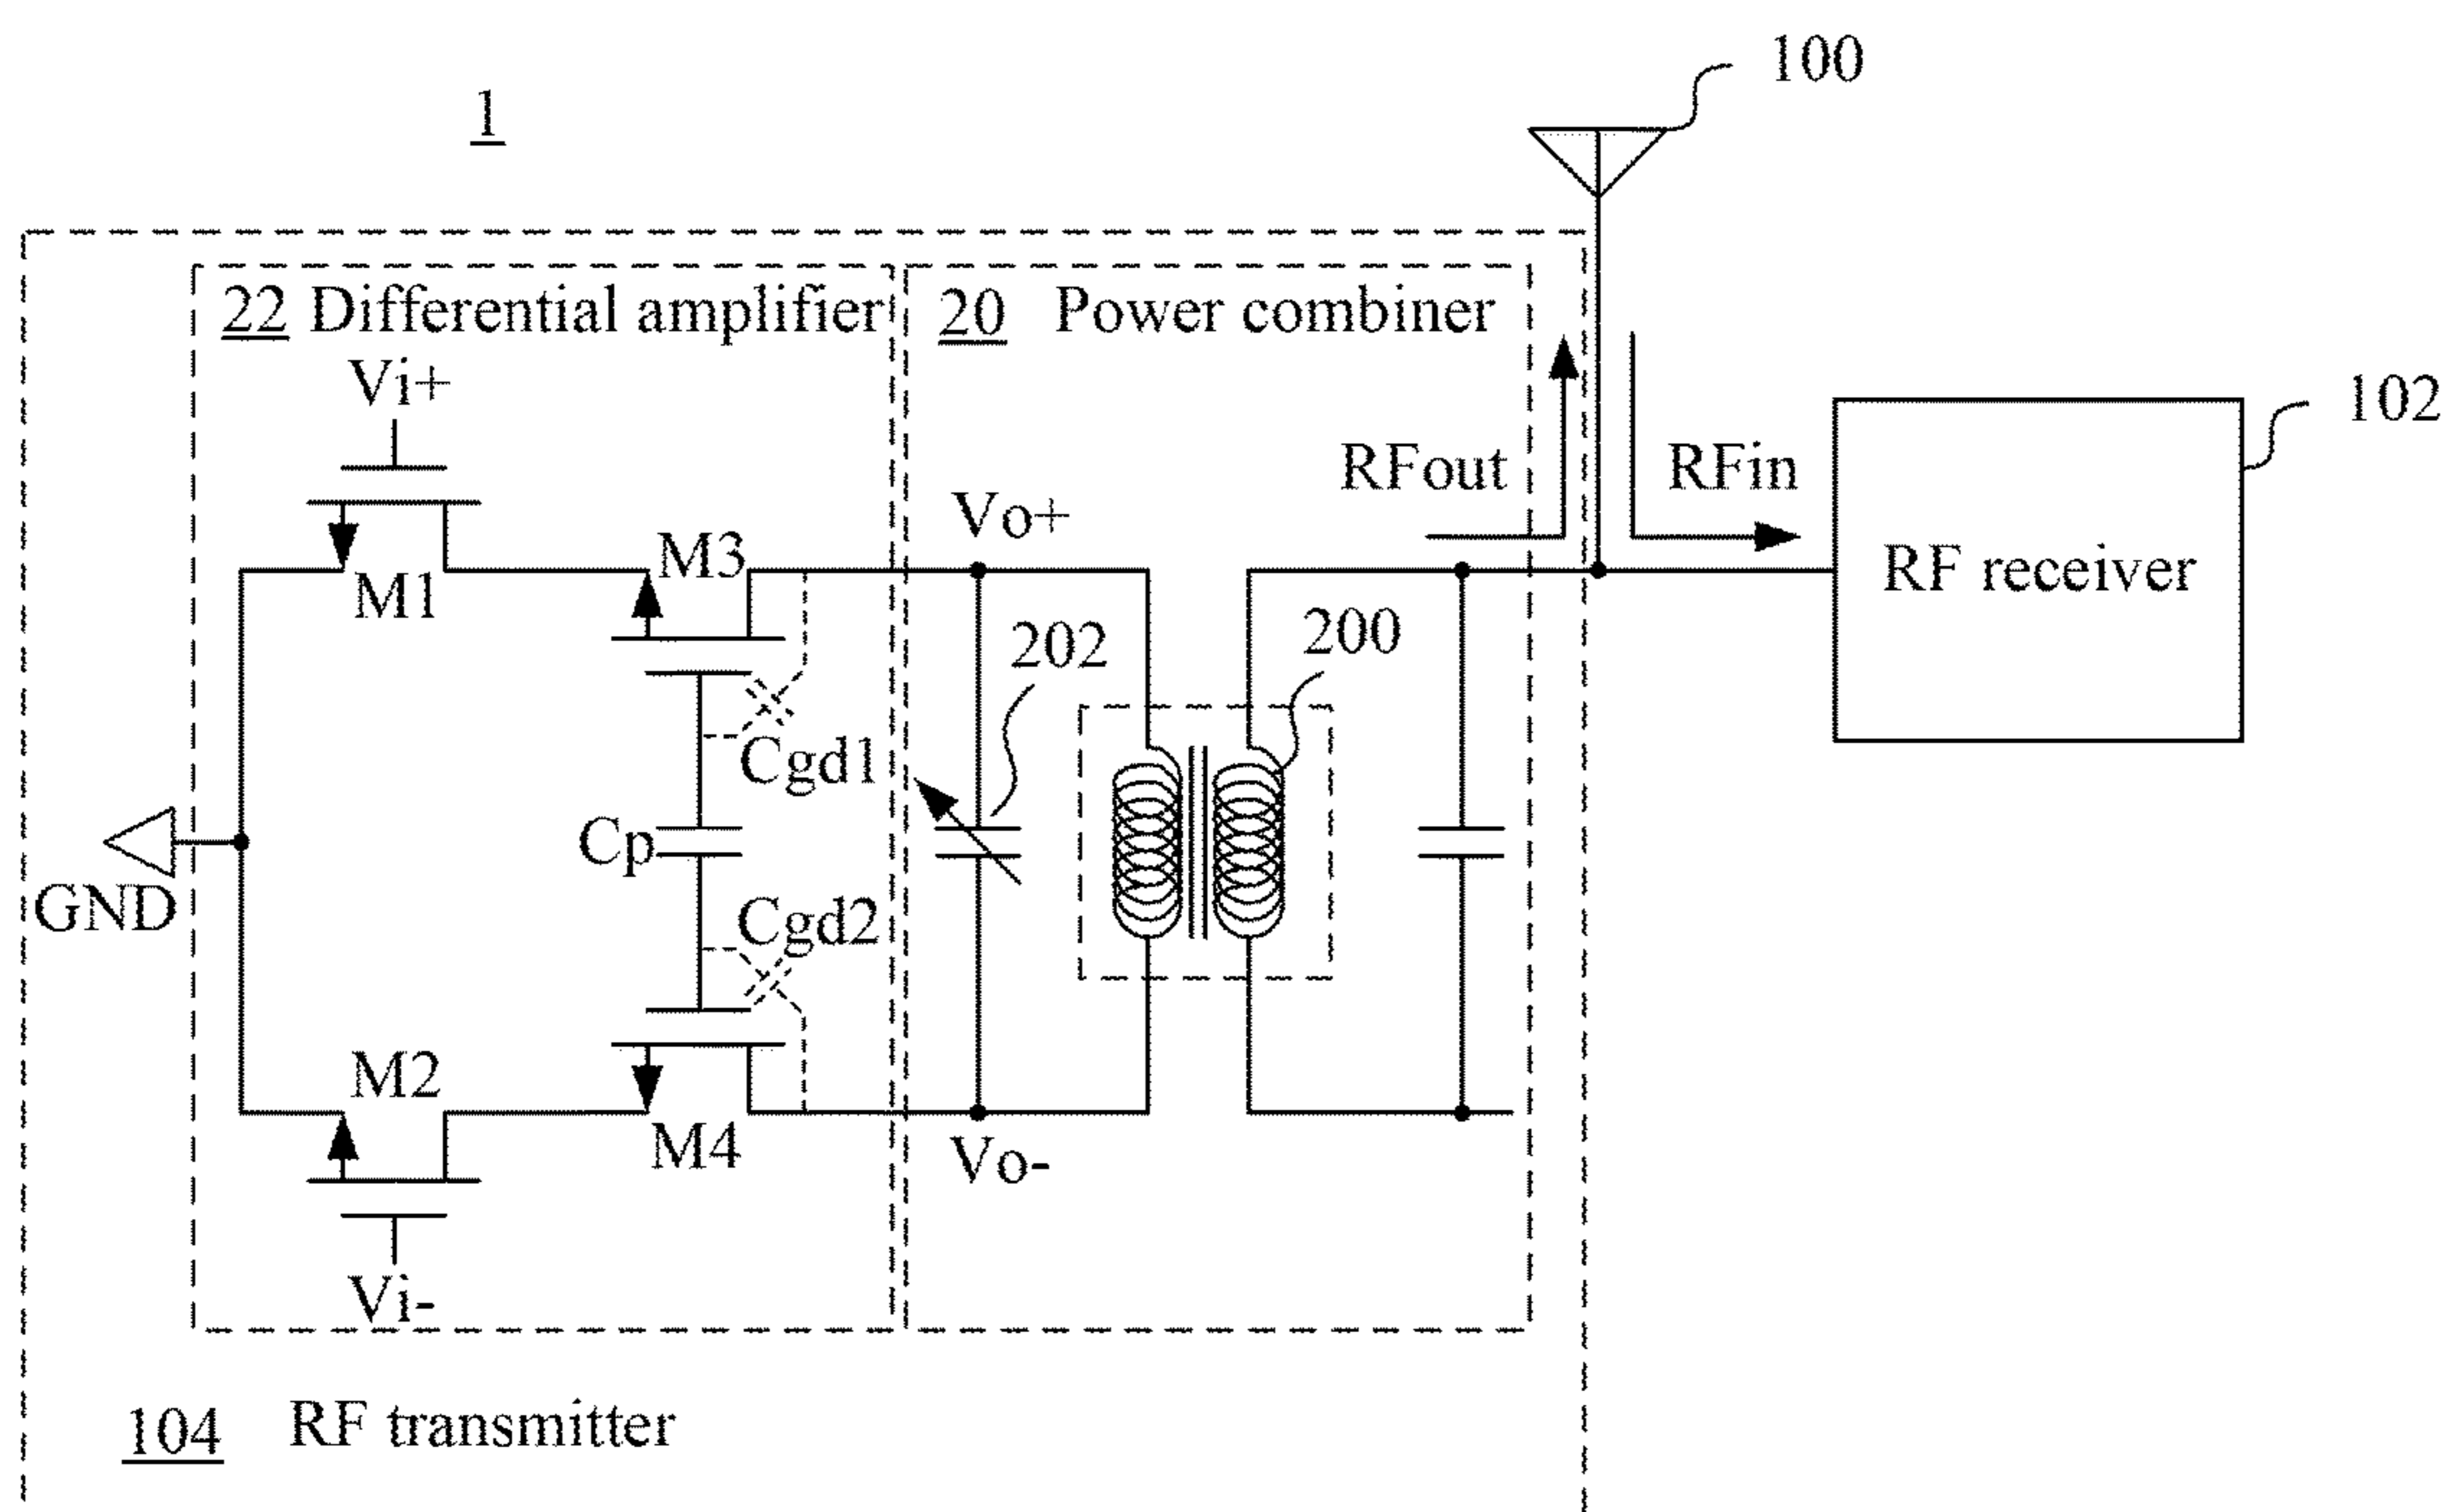 100
1
22 Differential amplifier
20 Power combiner
Vi+
102
RFout
RFin
Vo+
M3
RF receiver
M1
202
200
Cgd1
Cp
GND
Cgd2
M2
M4
Vo-
Vi-
104 RF transmitter